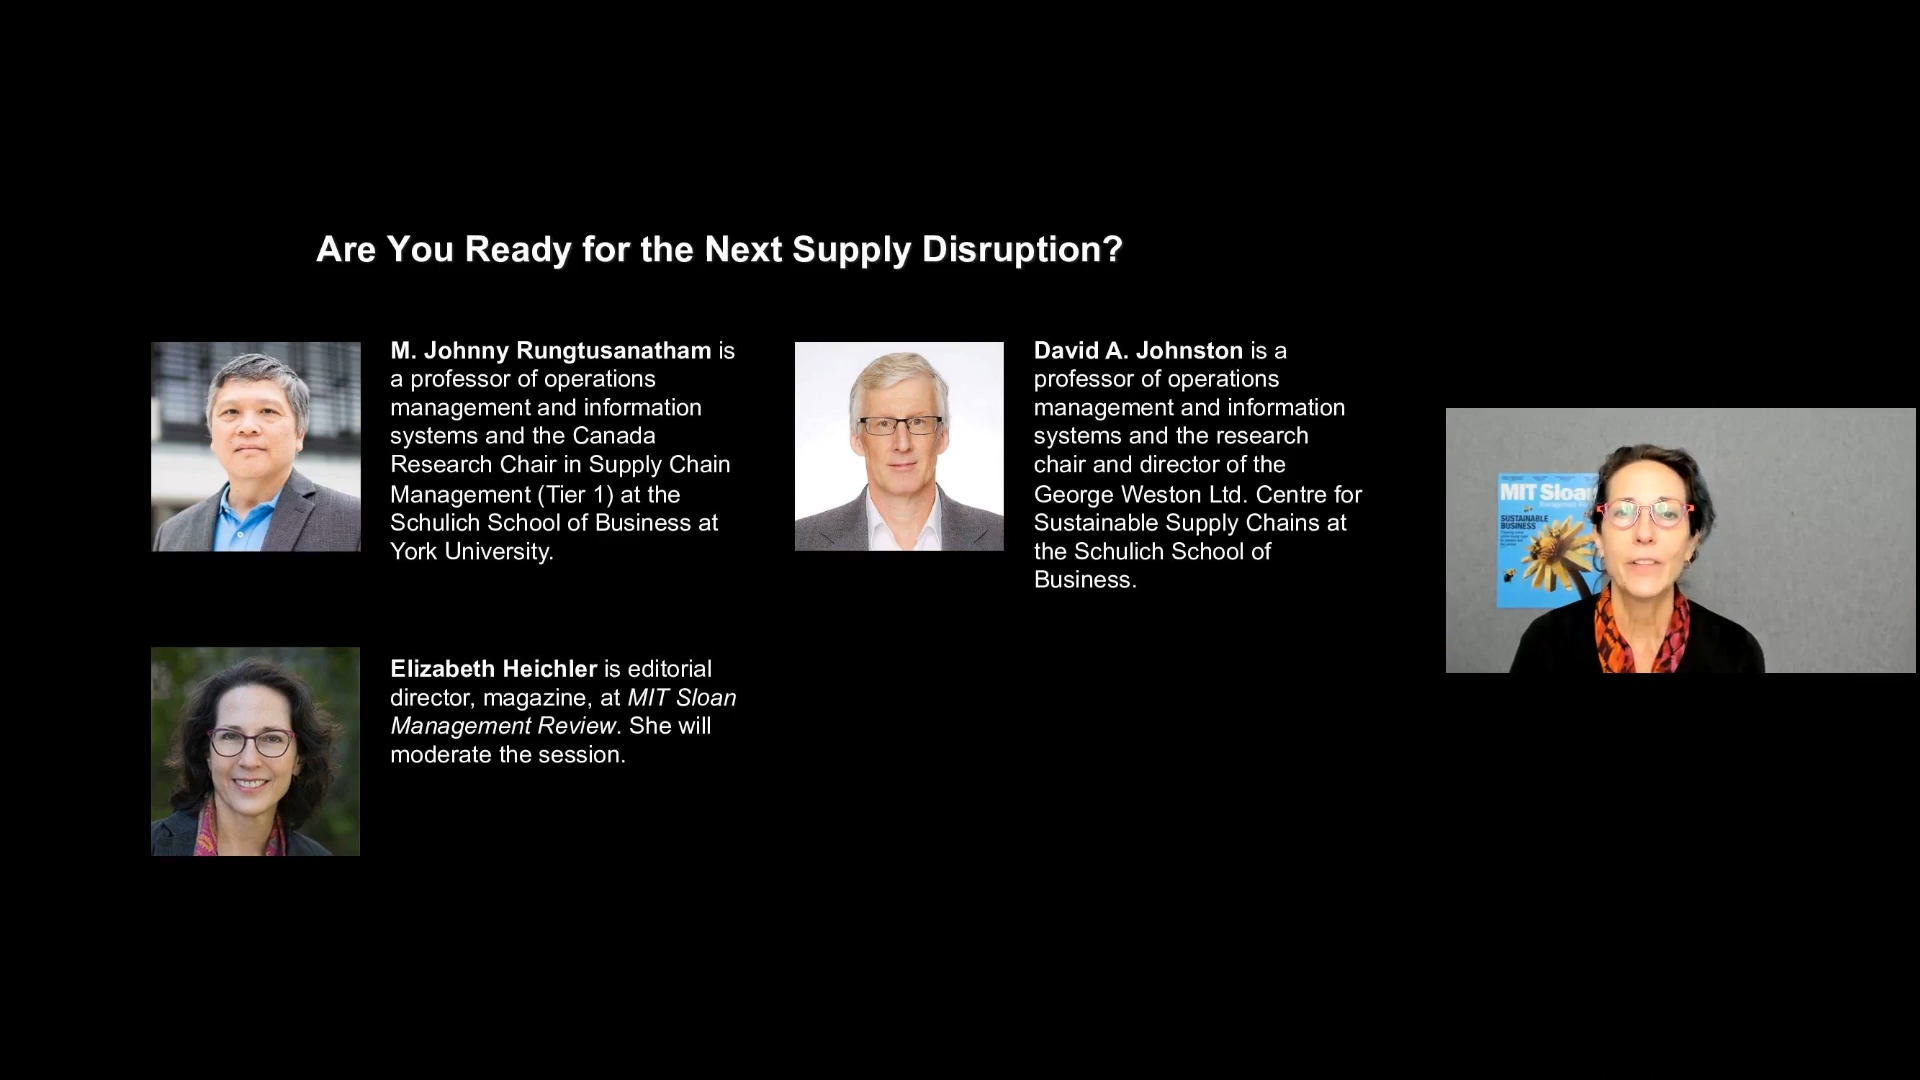 Are You Ready for the Next Supply Disruption?
M. Johnny Rungtusanatham is
a professor of operations
management and information
systems and the Canada
Research Chair in Supply Chain
Management (Tier 1) at the
Schulich School of Business at
York University.
David A. Johnston is a
professor of operations
management and information
systems and the research
chair and director of the
George Weston Ltd. Centre for
Sustainable Supply Chains at
the Schulich School of
Business.
Elizabeth Heichler is editorial
director, magazine, at MIT Sloan
Management Review. She will
moderate the session.
MIT Sloa
SUSTAINABLE
BUSINESS